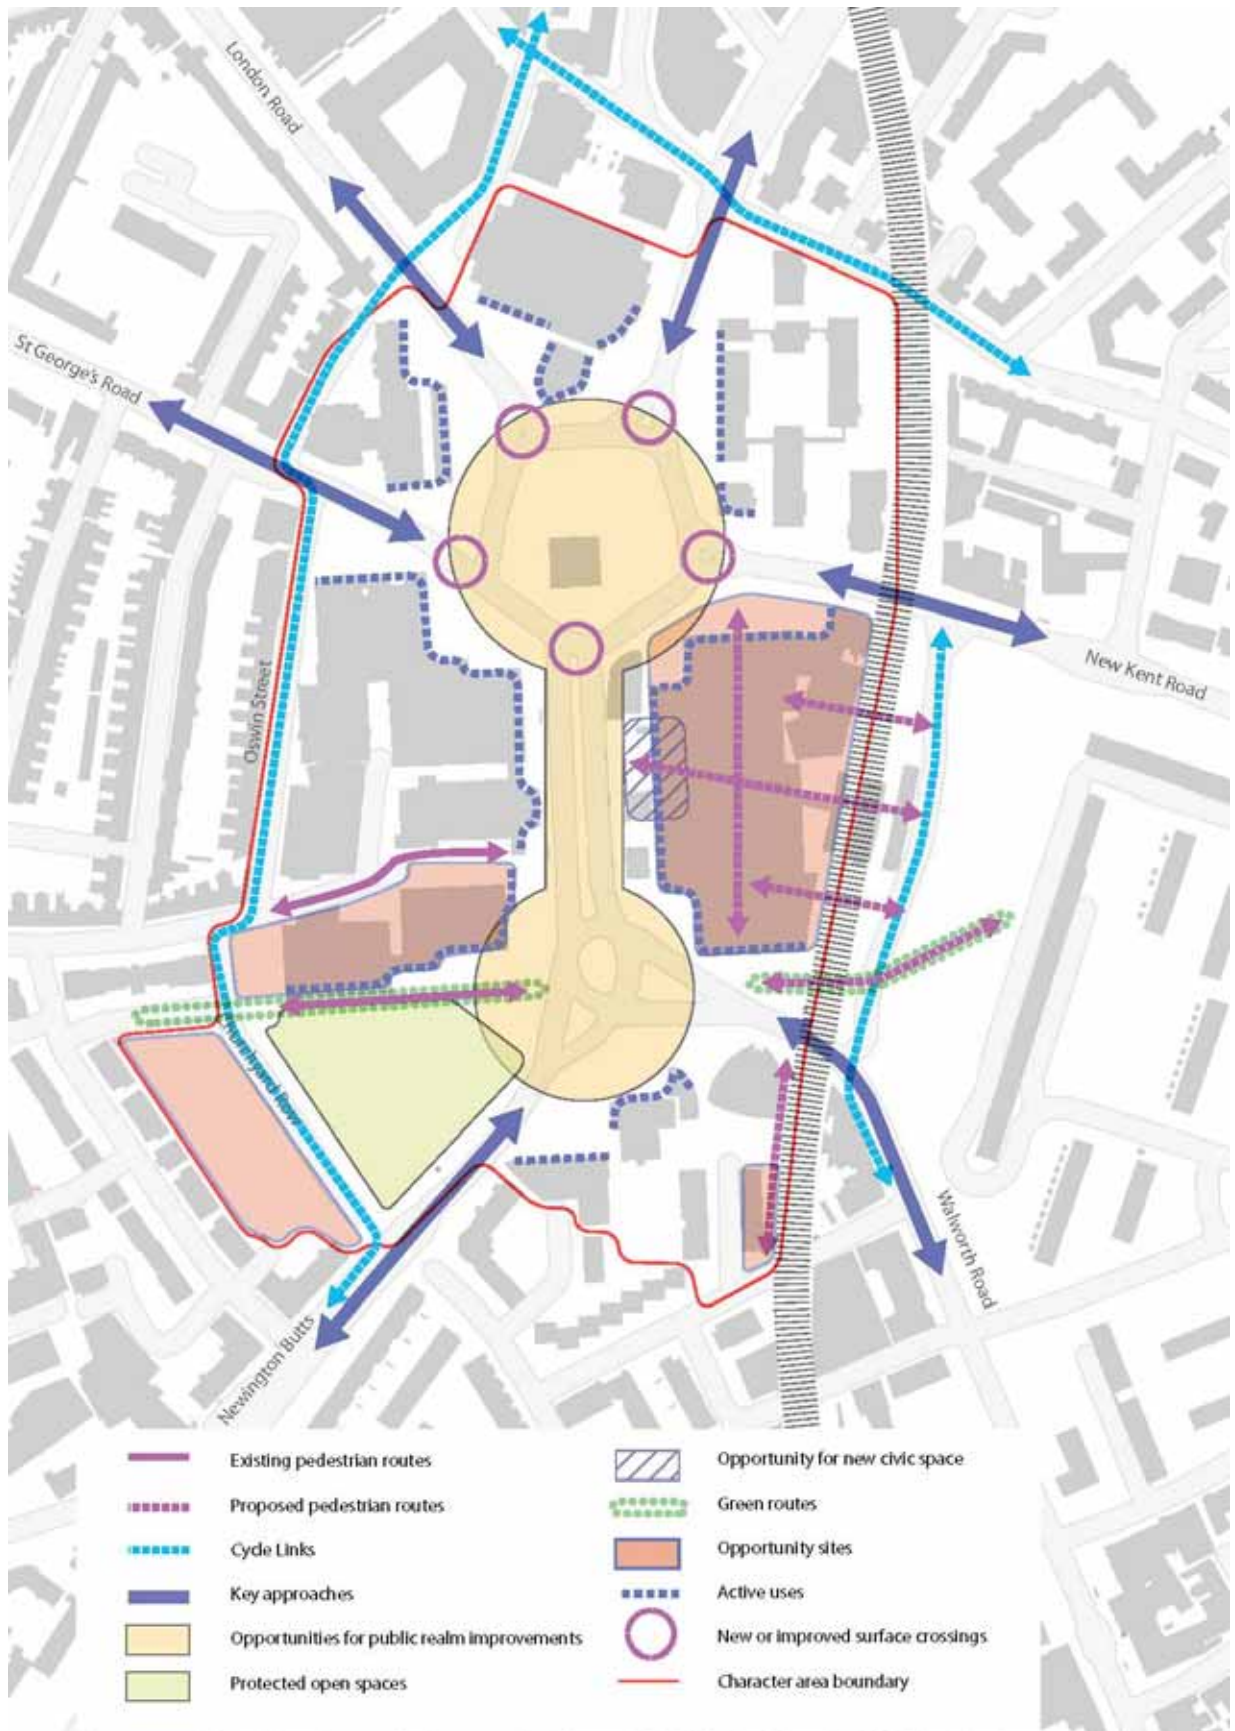 London Road
St George's Road
Oswin Street
New Kent Road
Churchyard Row
Walworth Road
Newington Butts
Existing pedestrian routes
Proposed pedestrian routes
Cycle Links
Key approaches
Opportunities for public realm improvements
Protected open spaces
Opportunity for new civic space
Green routes
Opportunity sites
Active uses
New or improved surface crossings
Character area boundary